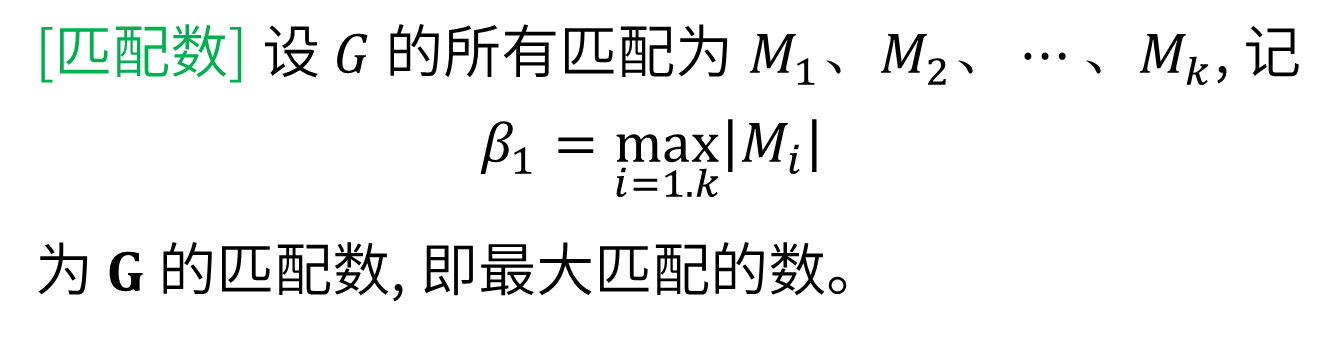 [匹配数] 设 G 的所有匹配为 M₁、M₂、 ⋯ 、Mₖ, 记
β₁ = max|Mᵢ|
i=1.k
为 G 的匹配数, 即最大匹配的数。